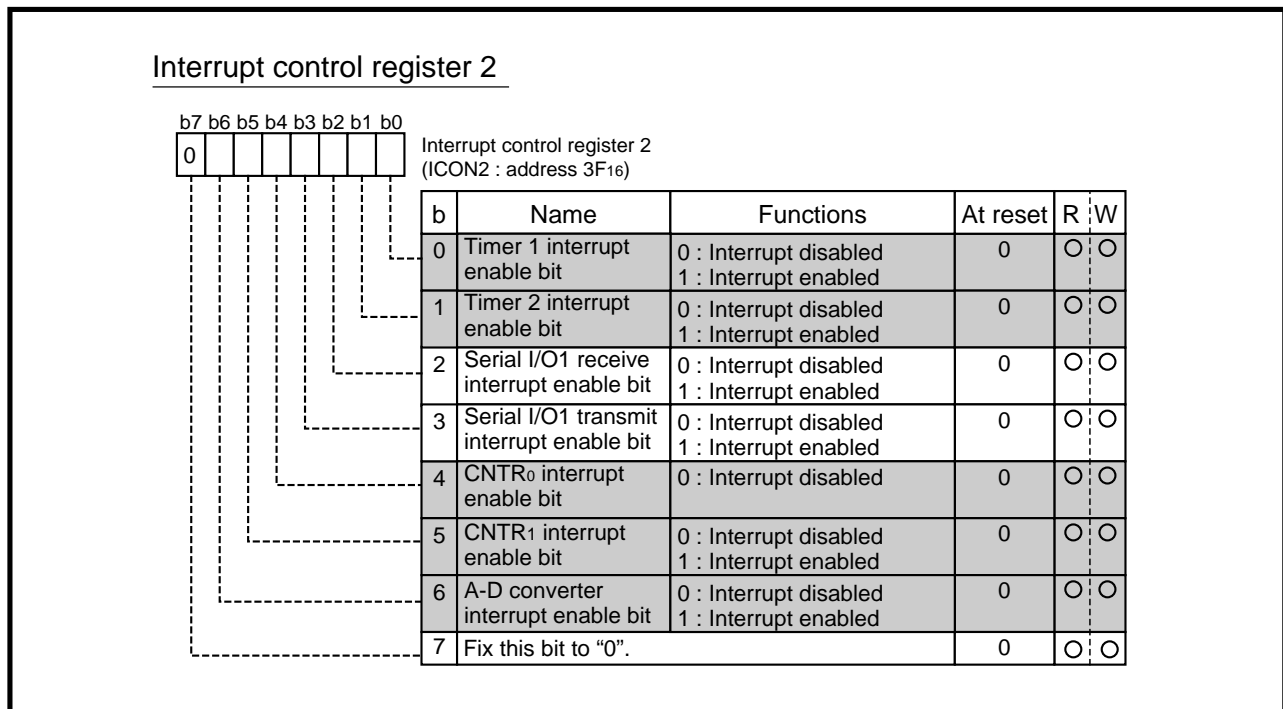 Interrupt control register 2
b7 b6 b5 b4 b3 b2 b1 b0
0
Interrupt control register 2
(ICON2 : address 3F16)
b Name Functions At reset R W
0 Timer 1 interrupt enable bit 0 : Interrupt disabled 0 ○ ○
1 : Interrupt enabled
1 Timer 2 interrupt enable bit 0 : Interrupt disabled 0 ○ ○
1 : Interrupt enabled
2 Serial I/O1 receive interrupt enable bit 0 : Interrupt disabled 0 ○ ○
1 : Interrupt enabled
3 Serial I/O1 transmit interrupt enable bit 0 : Interrupt disabled 0 ○ ○
1 : Interrupt enabled
4 CNTR0 interrupt enable bit 0 : Interrupt disabled 0 ○ ○
5 CNTR1 interrupt enable bit 0 : Interrupt disabled 0 ○ ○
1 : Interrupt enabled
6 A-D converter interrupt enable bit 0 : Interrupt disabled 0 ○ ○
1 : Interrupt enabled
7 Fix this bit to “0”. 0 ○ ○